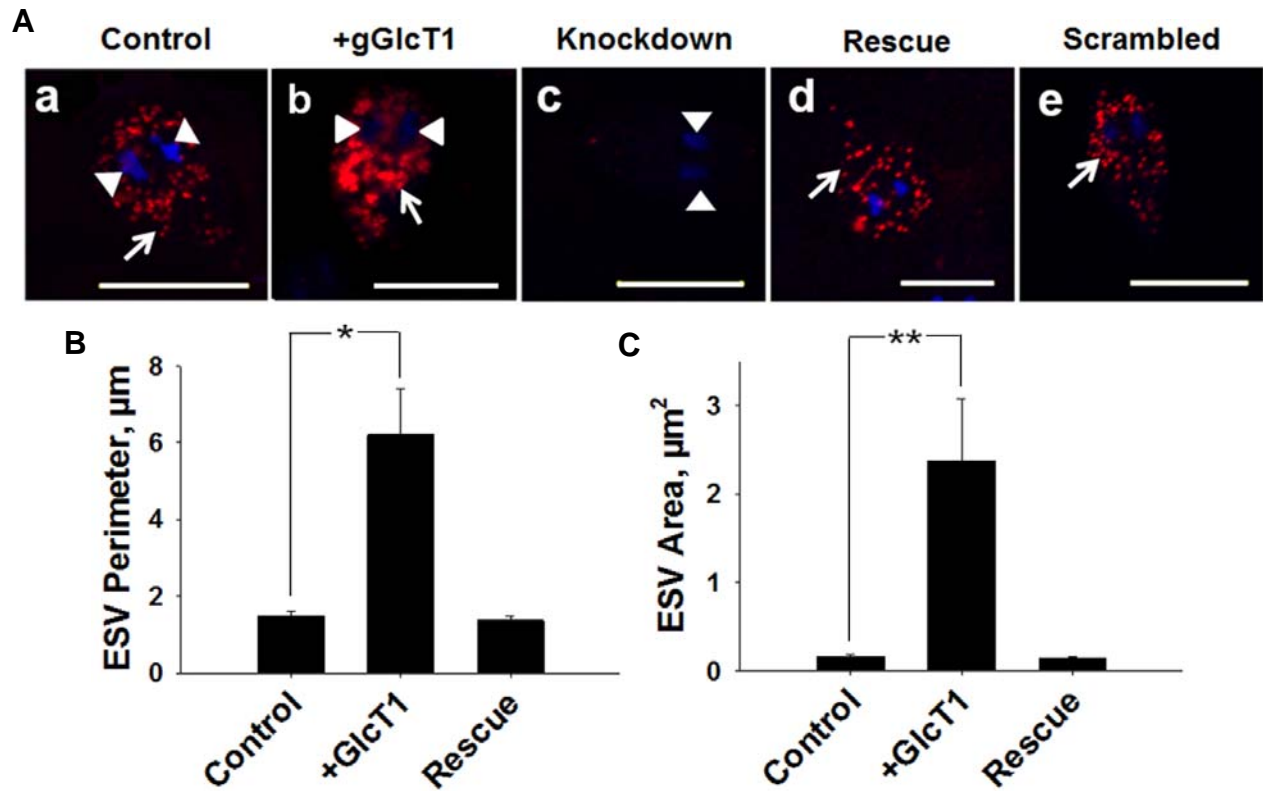 A
Control +gGlcT1 Knockdown Rescue Scrambled
a b c d e
B
ESV Perimeter, µm
8
6
4
2
0
*
Control +GlcT1 Rescue
C
ESV Area, µm²
3
2
1
0
**
Control +GlcT1 Rescue